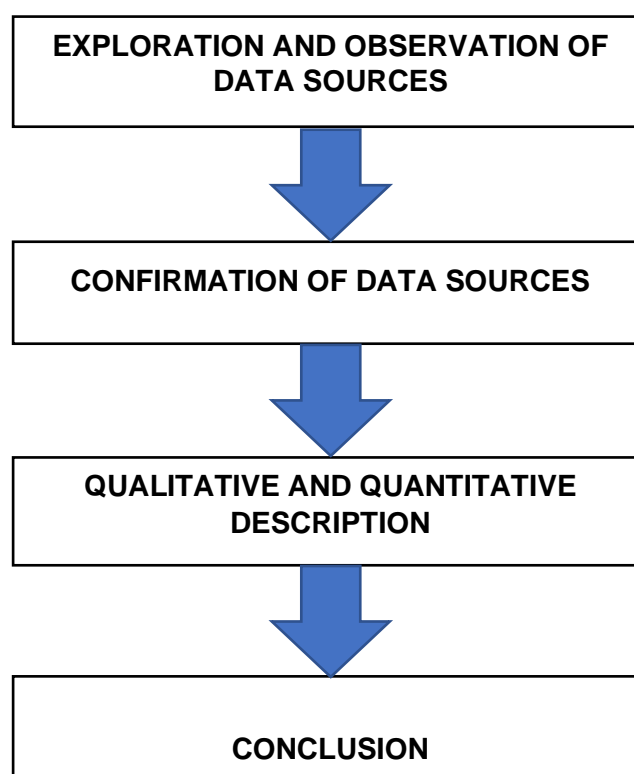 EXPLORATION AND OBSERVATION OF
DATA SOURCES
CONFIRMATION OF DATA SOURCES
QUALITATIVE AND QUANTITATIVE
DESCRIPTION
CONCLUSION